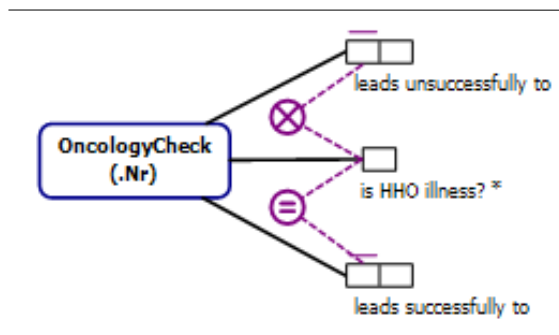 leads unsuccessfully to
OncologyCheck
(.Nr)
is HHO illness? *
leads successfully to